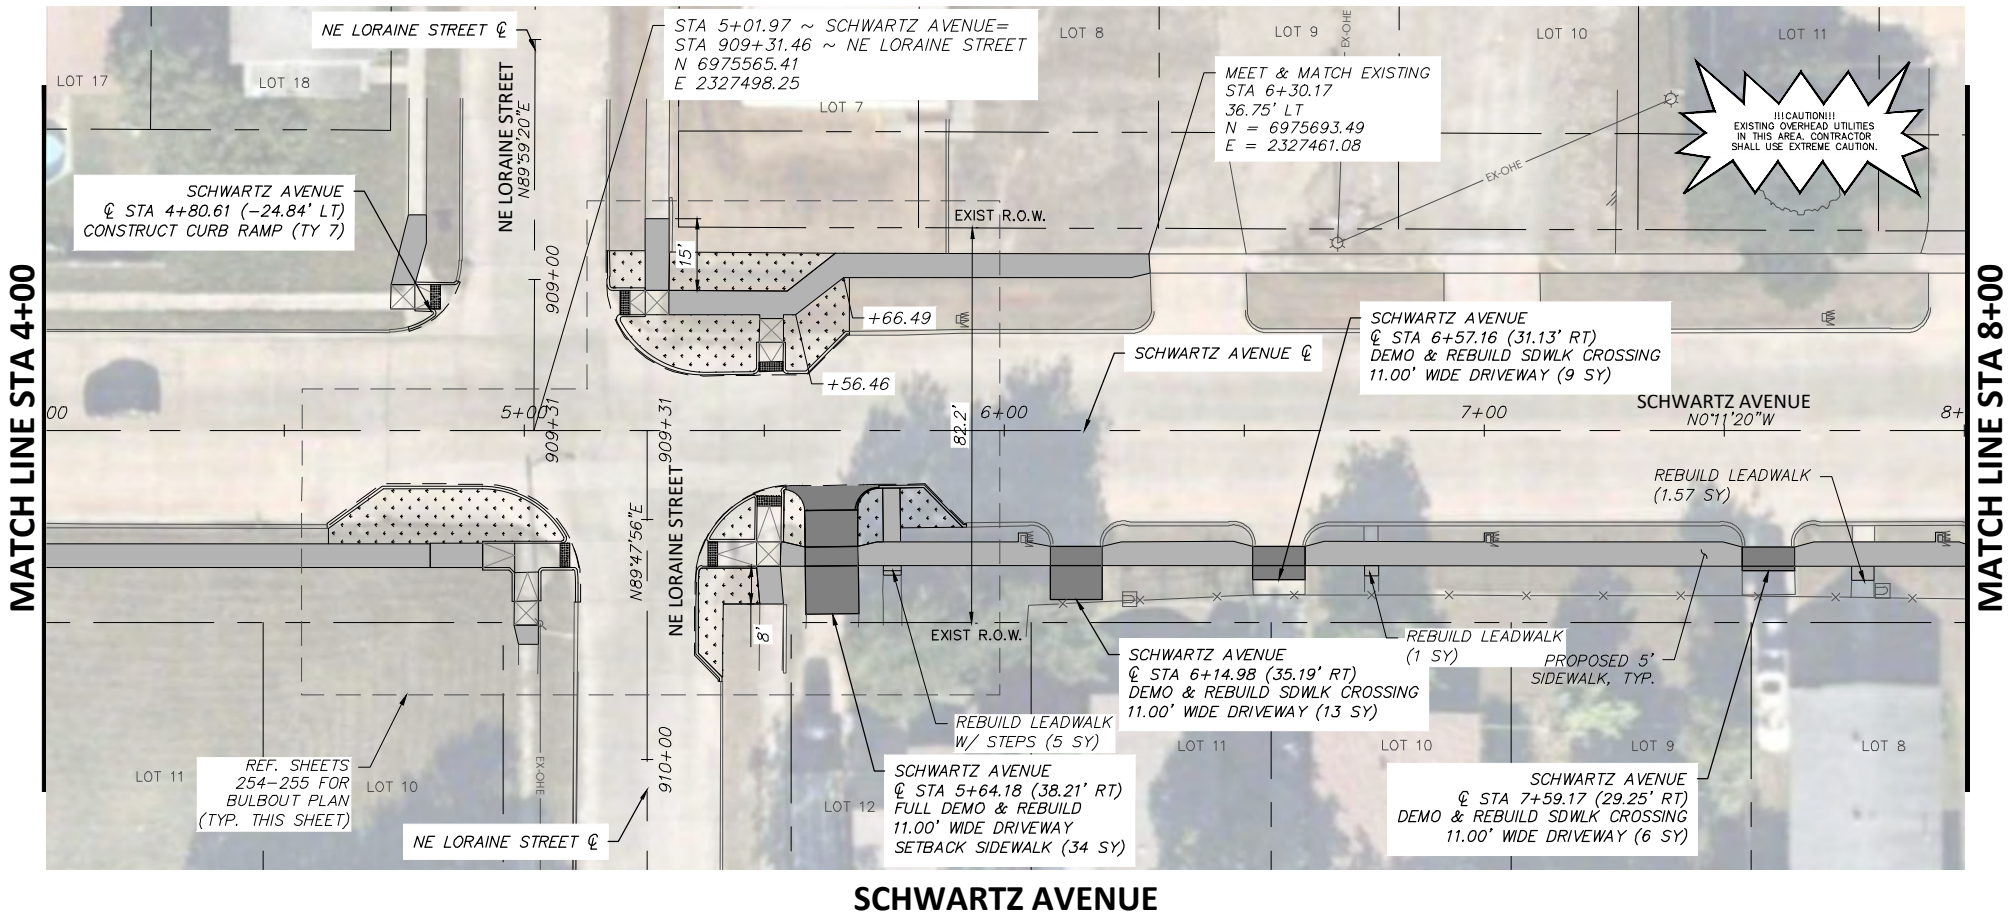 NE LORAINE STREET ℄
STA 5+01.97 ~ SCHWARTZ AVENUE=
STA 909+31.46 ~ NE LORAINE STREET
N 6975565.41
E 2327498.25
LOT 17
LOT 18
LOT 7
LOT 8
LOT 9
LOT 10
LOT 11
EX-OHE
MEET & MATCH EXISTING
STA 6+30.17
36.75' LT
N = 6975693.49
E = 2327461.08
EX-OHE
!!!CAUTION!!!
EXISTING OVERHEAD UTILITIES
IN THIS AREA. CONTRACTOR
SHALL USE EXTREME CAUTION.
NE LORAINE STREET
N89°59'20"E
SCHWARTZ AVENUE
℄ STA 4+80.61 (-24.84' LT)
CONSTRUCT CURB RAMP (TY 7)
EXIST R.O.W.
15'
909+00
MATCH LINE STA 4+00
MATCH LINE STA 8+00
+66.49
+56.46
WM
WM
SCHWARTZ AVENUE ℄
SCHWARTZ AVENUE
℄ STA 6+57.16 (31.13' RT)
DEMO & REBUILD SDWLK CROSSING
11.00' WIDE DRIVEWAY (9 SY)
00
5+00
6+00
7+00
8+
909+31
909+31
82.2'
SCHWARTZ AVENUE
N0°11'20"W
NE LORAINE STREET
N89°47'56"E
REBUILD LEADWALK
(1.57 SY)
WM
WM
WM
8'
EXIST R.O.W.
REBUILD LEADWALK
(1 SY)
PROPOSED 5'
SIDEWALK, TYP.
SCHWARTZ AVENUE
℄ STA 6+14.98 (35.19' RT)
DEMO & REBUILD SDWLK CROSSING
11.00' WIDE DRIVEWAY (13 SY)
REBUILD LEADWALK
W/ STEPS (5 SY)
SCHWARTZ AVENUE
℄ STA 5+64.18 (38.21' RT)
FULL DEMO & REBUILD
11.00' WIDE DRIVEWAY
SETBACK SIDEWALK (34 SY)
SCHWARTZ AVENUE
℄ STA 7+59.17 (29.25' RT)
DEMO & REBUILD SDWLK CROSSING
11.00' WIDE DRIVEWAY (6 SY)
LOT 11
LOT 10
LOT 12
LOT 11
LOT 10
LOT 9
LOT 8
REF. SHEETS
254-255 FOR
BULBOUT PLAN
(TYP. THIS SHEET)
EX-OHE
910+00
NE LORAINE STREET ℄
SCHWARTZ AVENUE